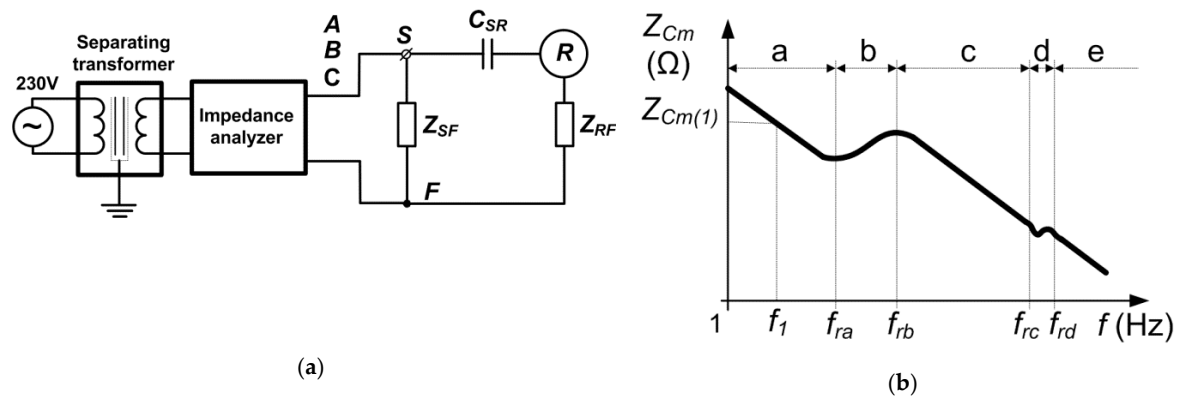 Separating
transformer
230V
~
Impedance
analyzer
A
B
C
S
C_SR
R
Z_SF
Z_RF
F
(a)
Z_Cm
(Ω)
a b c d e
Z_Cm(1)
1 f_1 f_ra f_rb f_rc f_rd f (Hz)
(b)